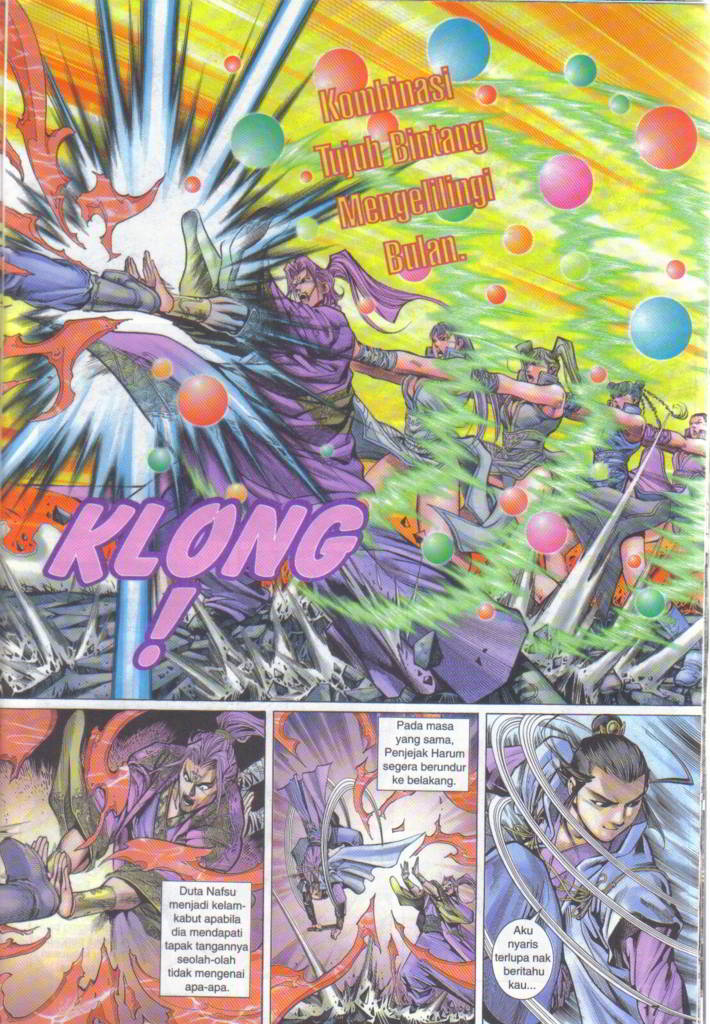 Kombinasi
Tujuh Bintang
Mengelilingi
Bulan.
KLONG
!
Duta Nafsu
menjadi kelam-
kabut apabila
dia mendapati
tapak tangannya
seolah-olah
tidak mengenai
apa-apa.
Pada masa
yang sama,
Penjejak Harum
segera berundur
ke belakang.
Aku
nyaris
terlupa nak
beritahu
kau...
17